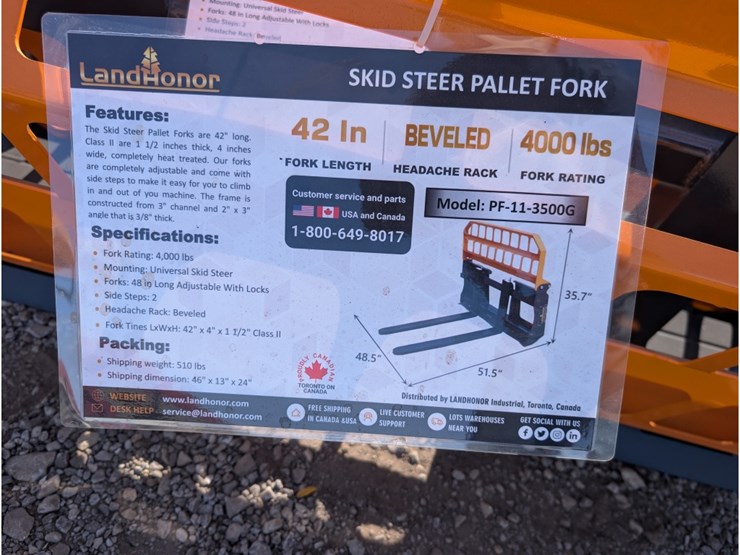 Mounting: Universal Skid Steer
Forks: 48 in Long Adjustable With Locks
Side Steps: 2
Headache Rack: Beveled
LANDHONOR
SKID STEER PALLET FORK
Features:
The Skid Steer Pallet Forks are 42" long.
Class II are 1 1/2 inches thick, 4 inches
wide, completely heat treated. Our forks
are completely adjustable and come with
side steps to make it easy for you to climb
in and out of you machine. The frame is
constructed from 3" channel and 2" x 3"
angle that is 3/8" thick.
42 In
FORK LENGTH
BEVELED
HEADACHE RACK
4000 lbs
FORK RATING
Customer service and parts
USA and Canada
1-800-649-8017
Model: PF-11-3500G
Specifications:
• Fork Rating: 4,000 lbs
• Mounting: Universal Skid Steer
• Forks: 48 in Long Adjustable With Locks
• Side Steps: 2
• Headache Rack: Beveled
• Fork Tines LxWxH: 42" x 4" x 1 1/2" Class II
35.7"
48.5"
51.5"
Packing:
• Shipping weight: 510 lbs
• Shipping dimension: 46" x 13" x 24"
PROUDLY CANADIAN
TORONTO ON
CANADA
Distributed by LANDHONOR Industrial, Toronto, Canada
WEBSITE www.landhonor.com
DESK HELP service@landhonor.com
FREE SHIPPING
IN CANADA &USA
LIVE CUSTOMER
SUPPORT
LOTS WAREHOUSES
NEAR YOU
GET SOCIAL WITH US